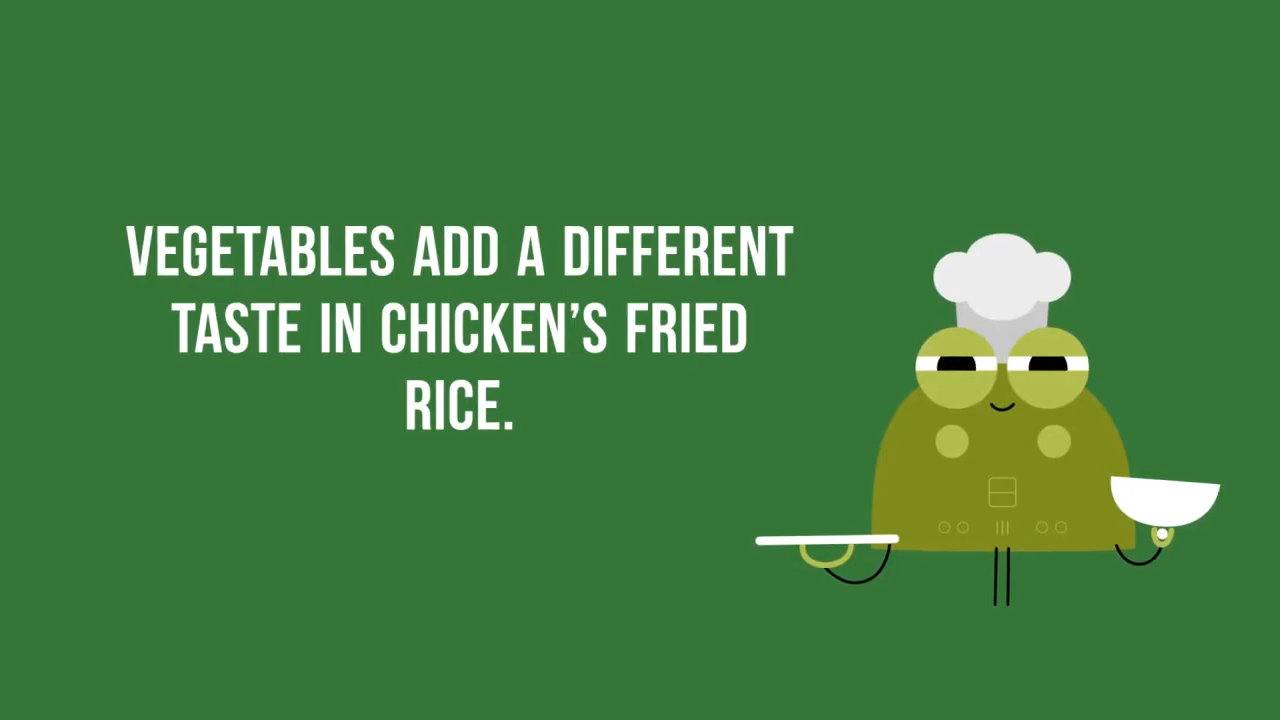 VEGETABLES ADD A DIFFERENT
TASTE IN CHICKEN’S FRIED
RICE.